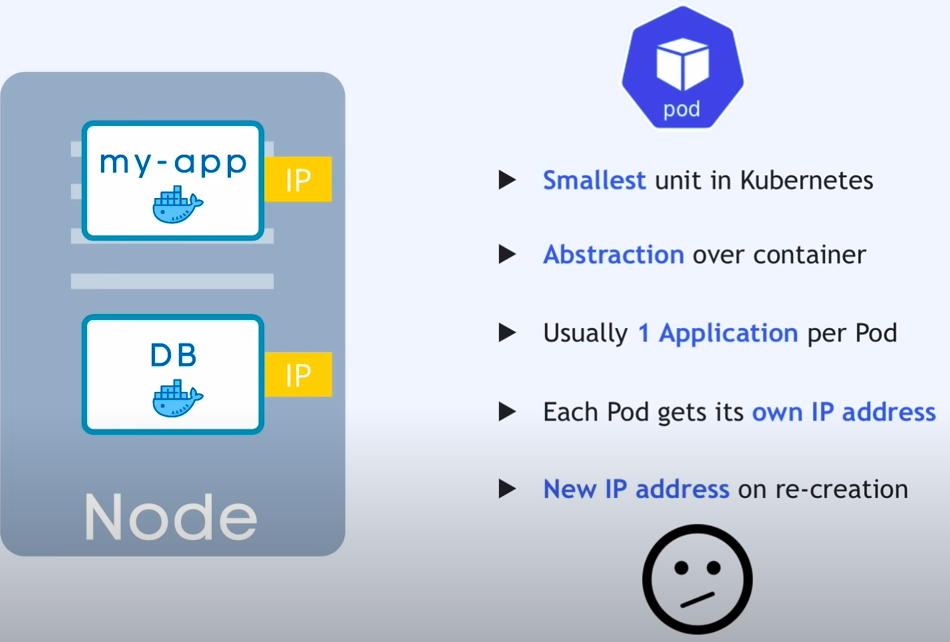 my-app
IP
DB
IP
Node
pod
Smallest unit in Kubernetes
Abstraction over container
Usually 1 Application per Pod
Each Pod gets its own IP address
New IP address on re-creation